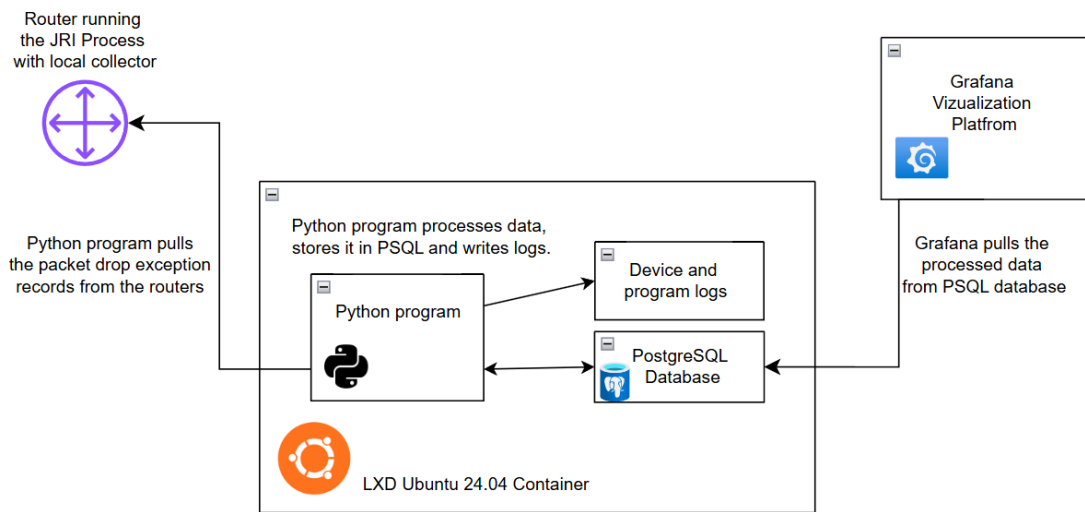 Router running
the JRI Process
with local collector
Grafana
Vizualization
Platfrom
Python program pulls
the packet drop exception
records from the routers
Python program processes data,
stores it in PSQL and writes logs.
Python program
Device and
program logs
PostgreSQL
Database
Grafana pulls the
processed data
from PSQL database
LXD Ubuntu 24.04 Container